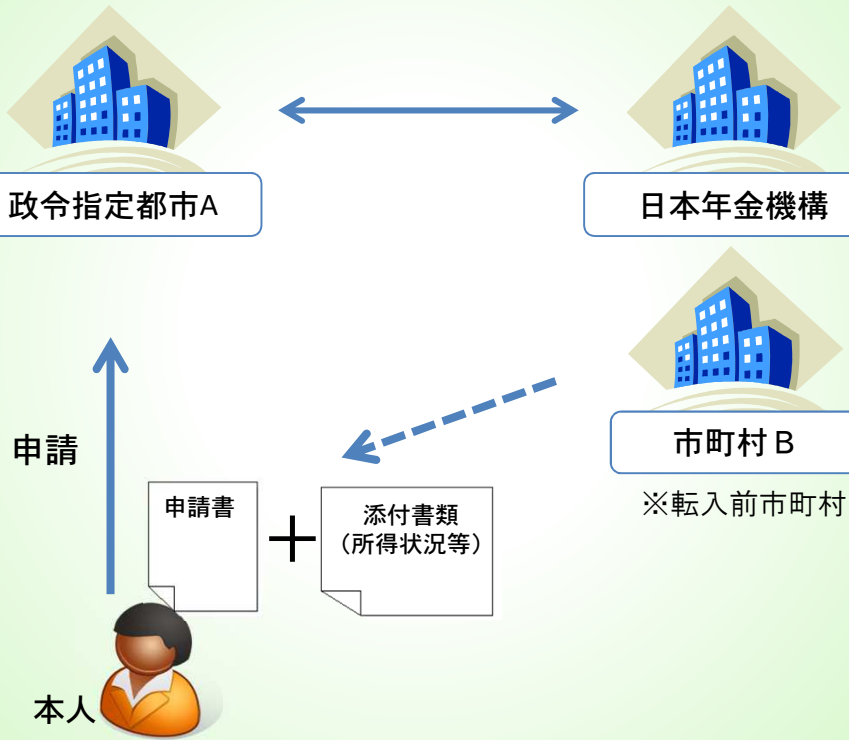 政令指定都市A
日本年金機構
市町村Ｂ
※転入前市町村
申請
申請書
＋
添付書類
（所得状況等）
本人